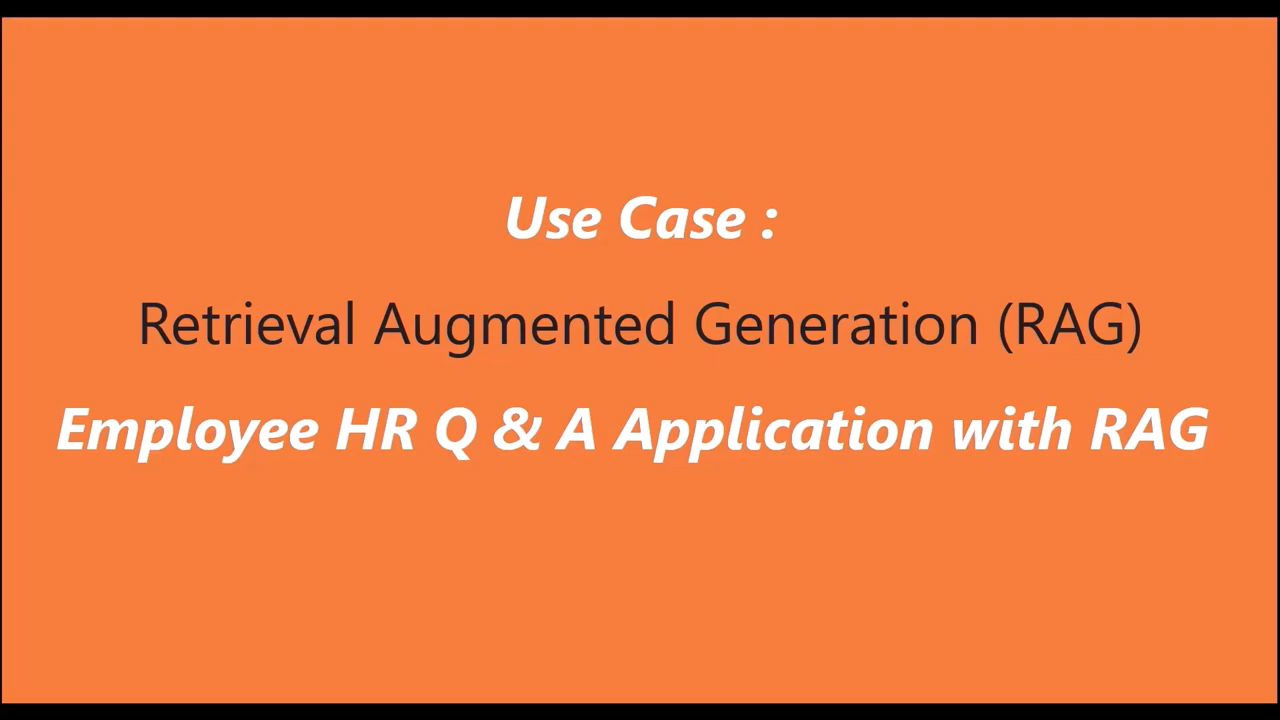 Use Case :
Retrieval Augmented Generation (RAG)
Employee HR Q & A Application with RAG